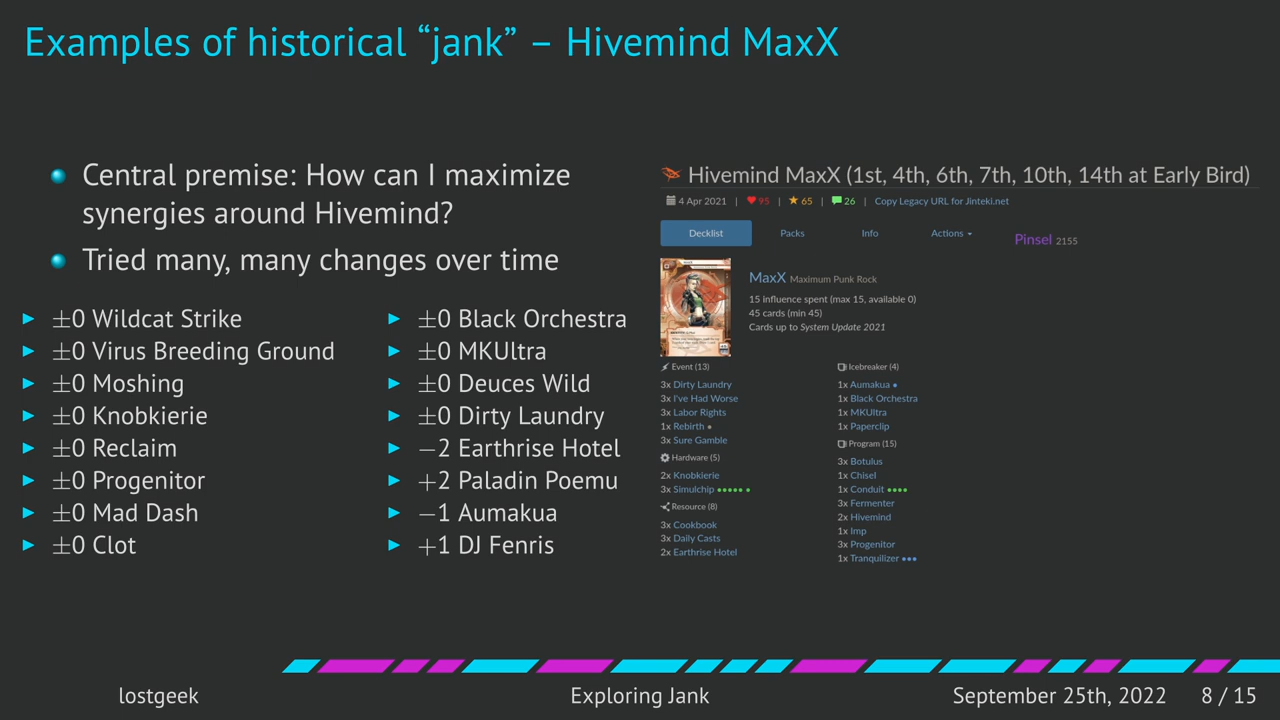 Examples of historical “jank” – Hivemind MaxX
Central premise: How can I maximize
synergies around Hivemind?
Tried many, many changes over time
±0 Wildcat Strike
±0 Virus Breeding Ground
±0 Moshing
±0 Knobkierie
±0 Reclaim
±0 Progenitor
±0 Mad Dash
±0 Clot
±0 Black Orchestra
±0 MKUltra
±0 Deuces Wild
±0 Dirty Laundry
−2 Earthrise Hotel
+2 Paladin Poemu
−1 Aumakua
+1 DJ Fenris
Hivemind MaxX (1st, 4th, 6th, 7th, 10th, 14th at Early Bird)
4 Apr 2021 | 95 | 65 | 26 | Copy Legacy URL for Jinteki.net
Decklist Packs Info Actions
Pinsel 2155
MaxX Maximum Punk Rock
15 influence spent (max 15, available 0)
45 cards (min 45)
Cards up to System Update 2021
Event (13)
3x Dirty Laundry
3x I've Had Worse
3x Labor Rights
1x Rebirth •
3x Sure Gamble
Hardware (5)
2x Knobkierie
3x Simulchip ••••• •
Resource (8)
3x Cookbook
3x Daily Casts
2x Earthrise Hotel
Icebreaker (4)
1x Aumakua •
1x Black Orchestra
1x MKUltra
1x Paperclip
Program (15)
3x Botulus
1x Chisel
1x Conduit ••••
3x Fermenter
2x Hivemind
1x Imp
3x Progenitor
1x Tranquilizer •••
lostgeek
Exploring Jank
September 25th, 2022 8 / 15